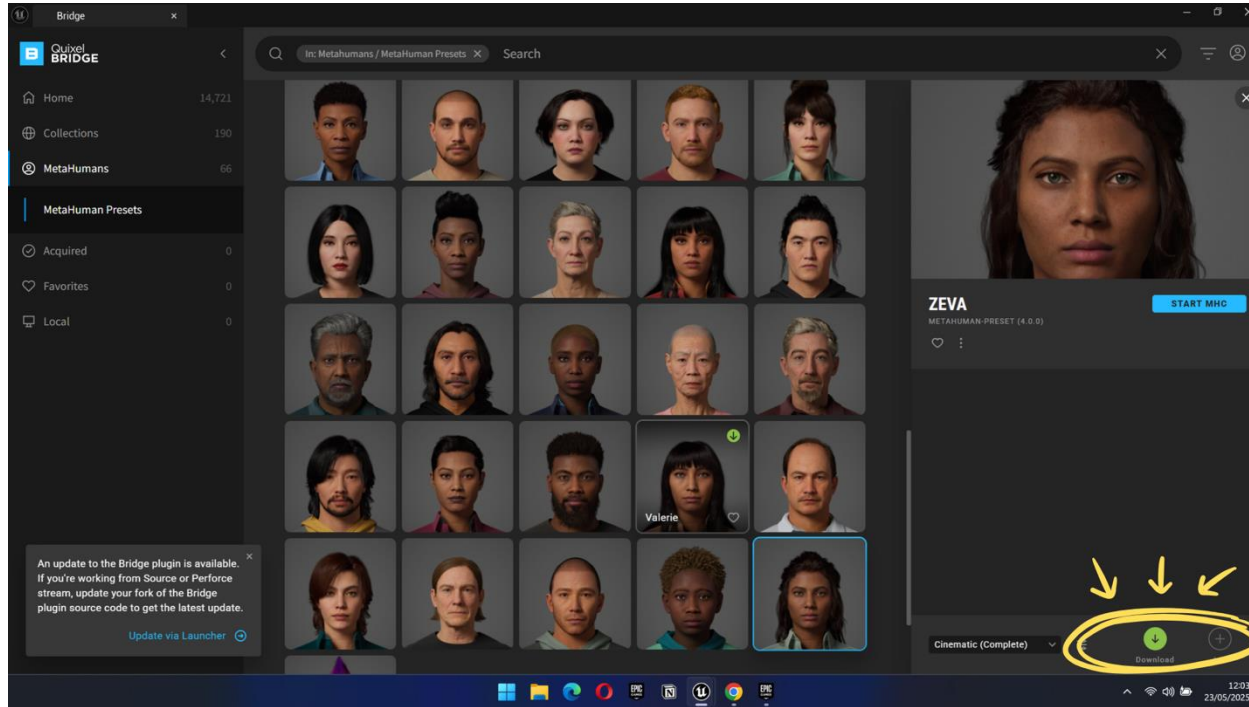 Bridge
Quixel
BRIDGE
In: Metahumans / MetaHuman Presets
Search
Home 14,721
Collections 190
MetaHumans 66
MetaHuman Presets
Acquired 0
Favorites 0
Local 0
ZEVA
START MHC
METAHUMAN-PRESET (4.0.0)
Valerie
An update to the Bridge plugin is available.
If you're working from Source or Perforce
stream, update your fork of the Bridge
plugin source code to get the latest update.
Update via Launcher
Cinematic (Complete)
Download
EPIC
EPIC
12:03
23/05/2025